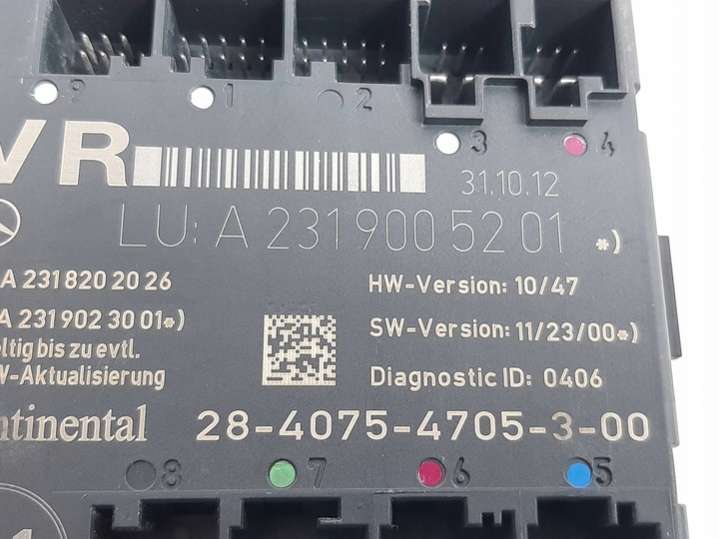 9 1 2
3 4
VR
31.10.12
LU: A 231 900 52 01 *)
A 231 820 20 26
HW-Version: 10/47
A 231 902 30 01*)
SW-Version: 11/23/00*)
bis zu evtl.
-Aktualisierung
Diagnostic ID: 0406
28-4075-4705-3-00
8 7 6 5